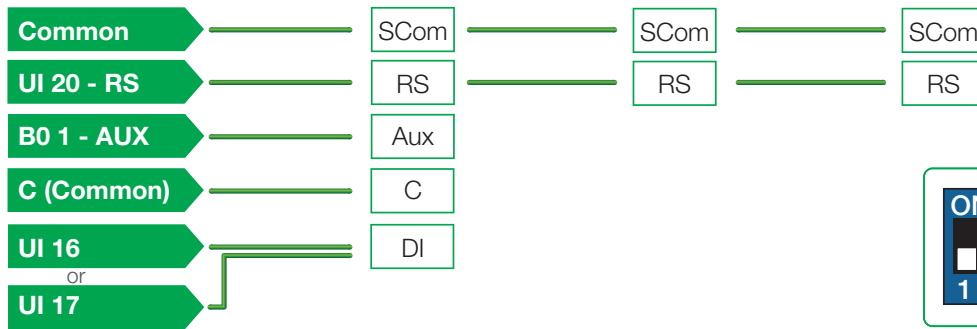 Common SCom SCom SCom
UI 20 - RS RS RS RS
B0 1 - AUX Aux
C (Common) C
UI 16 DI
or
UI 17
1